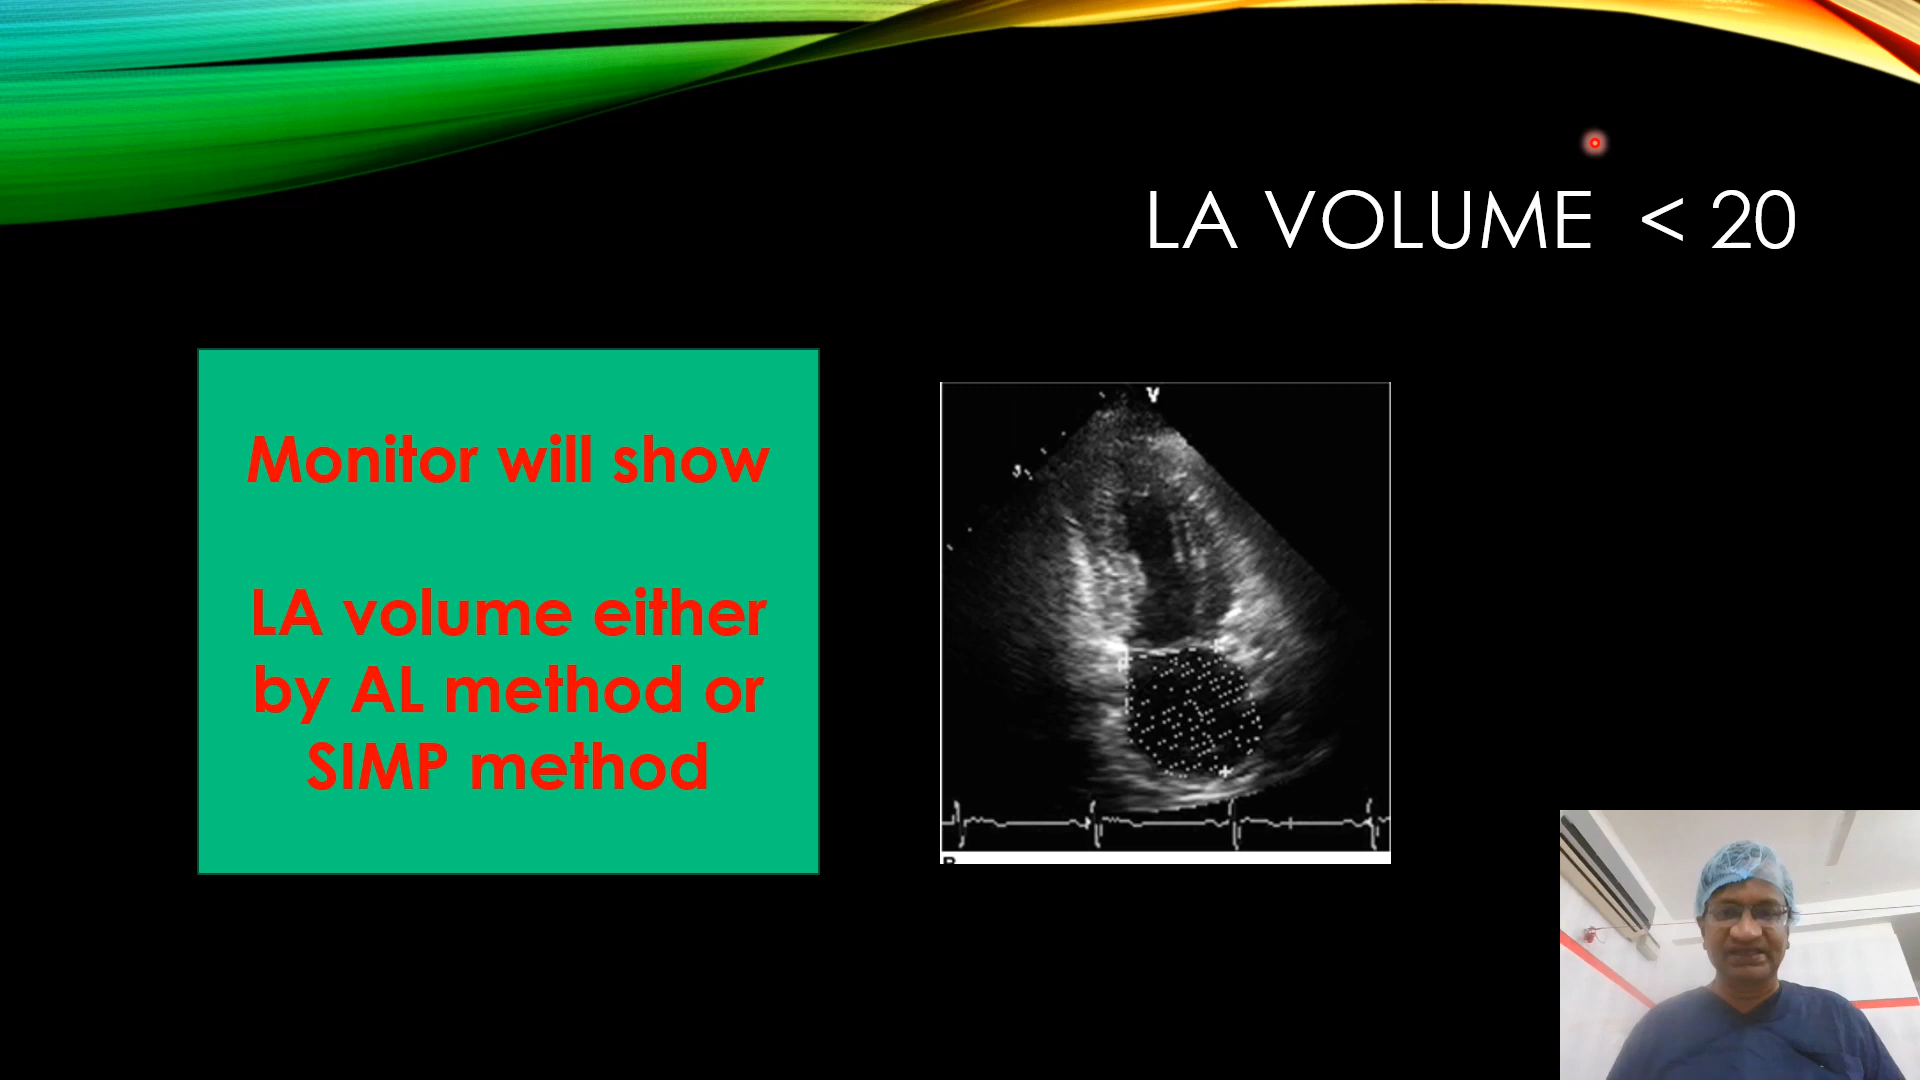 LA VOLUME < 20
Monitor will show
LA volume either
by AL method or
SIMP method
V